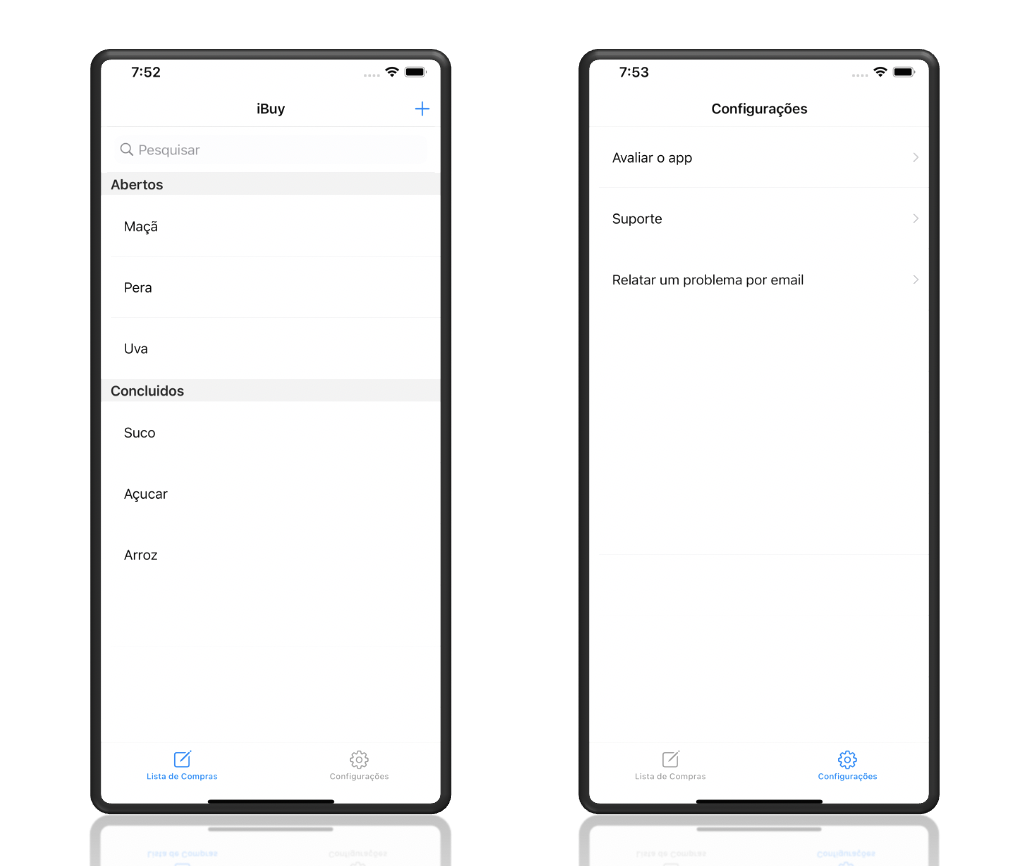 7:52
iBuy
Pesquisar
Abertos
Maçã
Pera
Uva
Concluidos
Suco
Açucar
Arroz
Lista de Compras
Configurações
7:53
Configurações
Avaliar o app
Suporte
Relatar um problema por email
Lista de Compras
Configurações